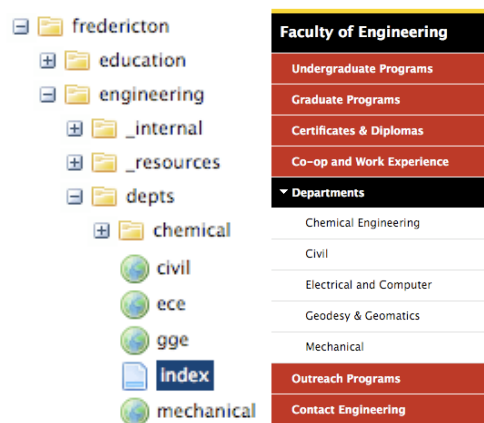 fredericton
education
engineering
_internal
_resources
depts
chemical
civil
ece
gge
index
mechanical
Faculty of Engineering
Undergraduate Programs
Graduate Programs
Certificates & Diplomas
Co-op and Work Experience
Departments
Chemical Engineering
Civil
Electrical and Computer
Geodesy & Geomatics
Mechanical
Outreach Programs
Contact Engineering